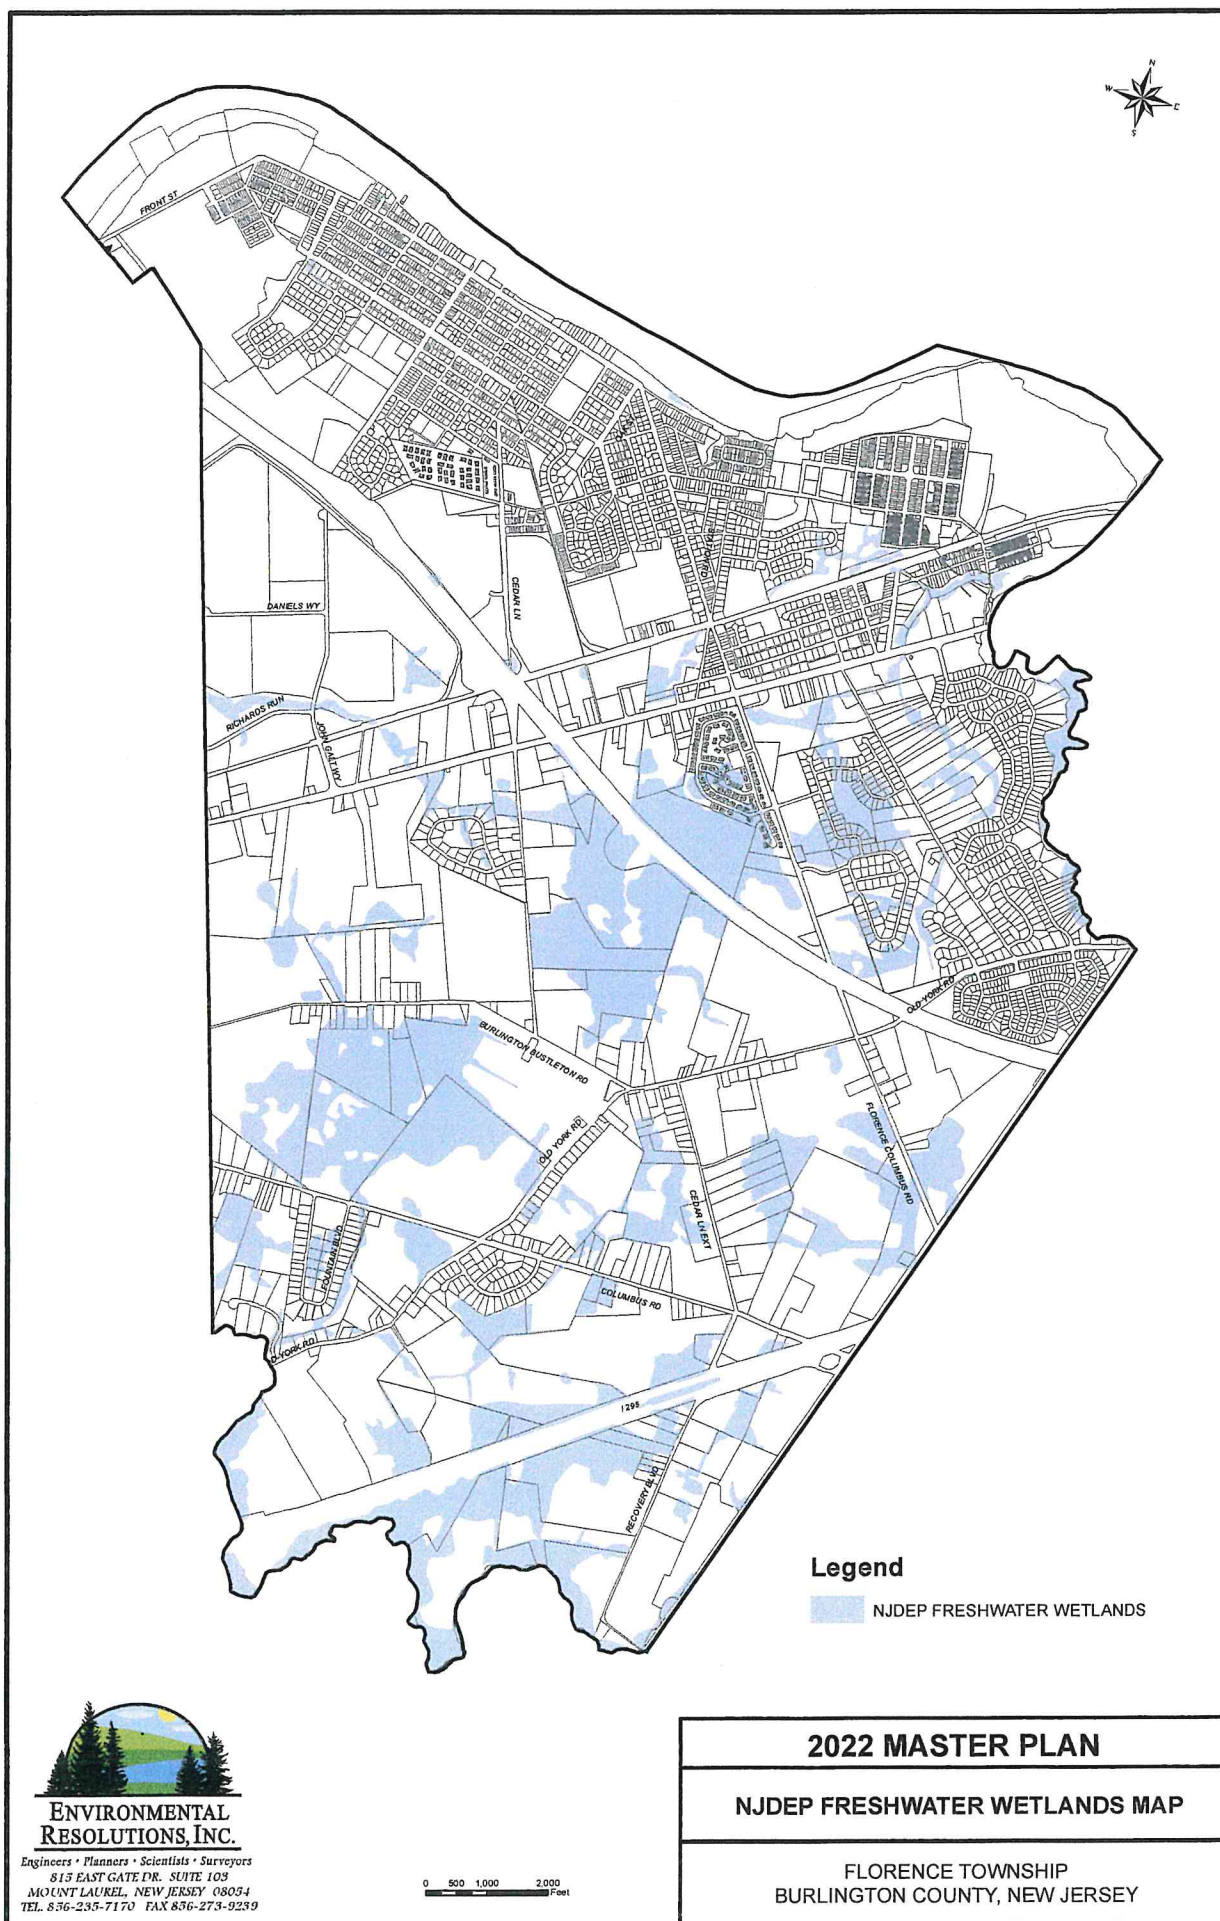 N
W
E
S
FRONT ST
CEDAR LN
DANIELS WY
RICHARDS RUN
JOHN GALT WY
OLD YORK RD
BURLINGTON BUSTLETON RD
OLD YORK RD
FLORENCE COLUMBUS RD
CEDAR LN EXT
FOUNTAIN BLVD
COLUMBUS RD
D-YORK RD
I 295
RECOVERY BLVD
Legend
NJDEP FRESHWATER WETLANDS
ENVIRONMENTAL
RESOLUTIONS, INC.
Engineers • Planners • Scientists • Surveyors
815 EAST GATE DR. SUITE 103
MOUNT LAUREL, NEW JERSEY 08054
TEL. 856-235-7170 FAX 856-273-9239
0 500 1,000 2,000
Feet
2022 MASTER PLAN
NJDEP FRESHWATER WETLANDS MAP
FLORENCE TOWNSHIP
BURLINGTON COUNTY, NEW JERSEY